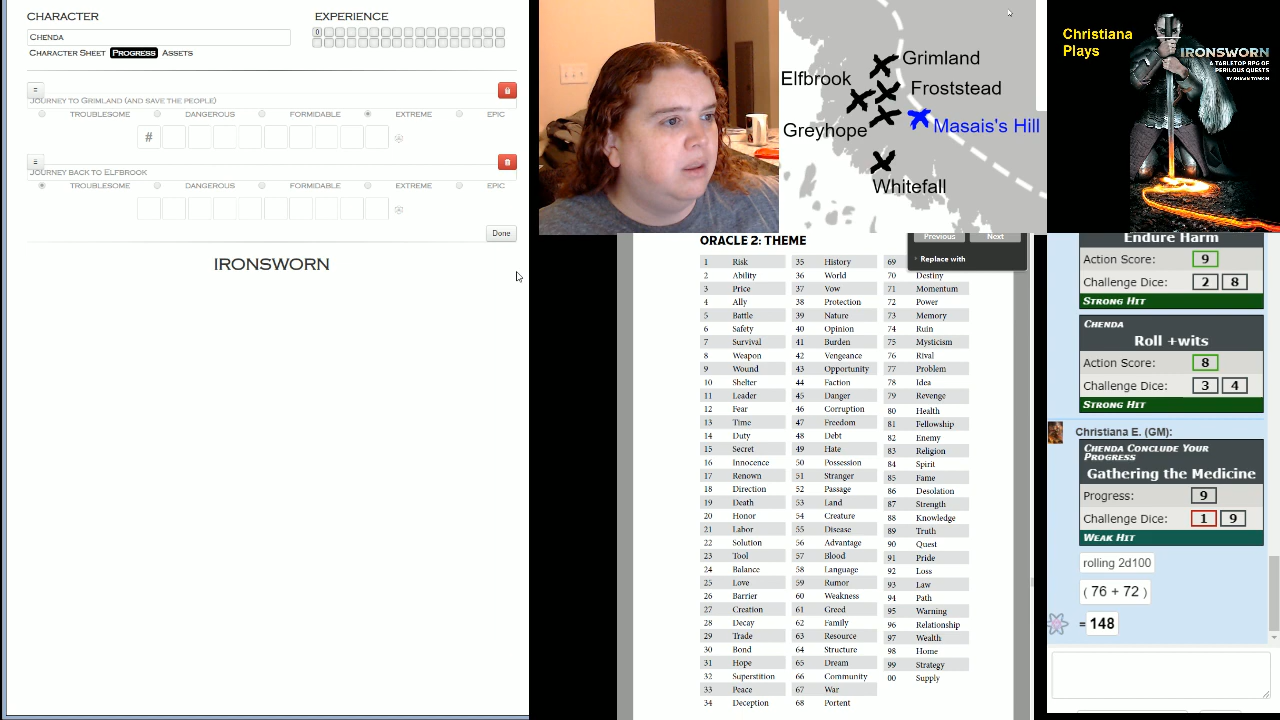 CHARACTER
EXPERIENCE
CHENDA
0
CHARACTER SHEET PROGRESS ASSETS
JOURNEY TO GRIMLAND (AND SAVE THE PEOPLE)
TROUBLESOME DANGEROUS FORMIDABLE EXTREME EPIC
#
JOURNEY BACK TO ELFBROOK
TROUBLESOME DANGEROUS FORMIDABLE EXTREME EPIC
Done
IRONSWORN
Grimland
Elfbrook
Froststead
Greyhope
Masais's Hill
Whitefall
Christiana
Plays
IRONSWORN
A TABLETOP RPG OF
PERILOUS QUESTS
BY SHAWN TOMKIN
ORACLE 2: THEME
Previous Next
Replace with
1 Risk
2 Ability
3 Price
4 Ally
5 Battle
6 Safety
7 Survival
8 Weapon
9 Wound
10 Shelter
11 Leader
12 Fear
13 Time
14 Duty
15 Secret
16 Innocence
17 Renown
18 Direction
19 Death
20 Honor
21 Labor
22 Solution
23 Tool
24 Balance
25 Love
26 Barrier
27 Creation
28 Decay
29 Trade
30 Bond
31 Hope
32 Superstition
33 Peace
34 Deception
35 History
36 World
37 Vow
38 Protection
39 Nature
40 Opinion
41 Burden
42 Vengeance
43 Opportunity
44 Faction
45 Danger
46 Corruption
47 Freedom
48 Debt
49 Hate
50 Possession
51 Stranger
52 Passage
53 Land
54 Creature
55 Disease
56 Advantage
57 Blood
58 Language
59 Rumor
60 Weakness
61 Greed
62 Family
63 Resource
64 Structure
65 Dream
66 Community
67 War
68 Portent
69
70 Destiny
71 Momentum
72 Power
73 Memory
74 Ruin
75 Mysticism
76 Rival
77 Problem
78 Idea
79 Revenge
80 Health
81 Fellowship
82 Enemy
83 Religion
84 Spirit
85 Fame
86 Desolation
87 Strength
88 Knowledge
89 Truth
90 Quest
91 Pride
92 Loss
93 Law
94 Path
95 Warning
96 Relationship
97 Wealth
98 Home
99 Strategy
00 Supply
Endure Harm
Action Score: 9
Challenge Dice: 2 8
STRONG HIT
CHENDA
Roll +wits
Action Score: 8
Challenge Dice: 3 4
STRONG HIT
Christiana E. (GM):
CHENDA CONCLUDE YOUR
PROGRESS
Gathering the Medicine
Progress: 9
Challenge Dice: 1 9
WEAK HIT
rolling 2d100
( 76 + 72 )
= 148